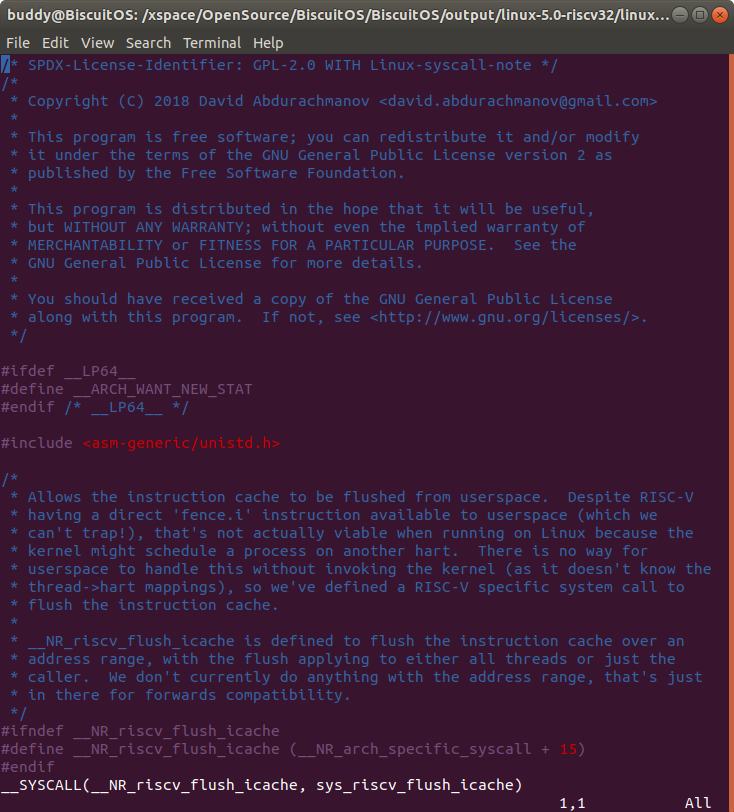 buddy@BiscuitOS: /xspace/OpenSource/BiscuitOS/BiscuitOS/output/linux-5.0-riscv32/linux...
File Edit View Search Terminal Help
/* SPDX-License-Identifier: GPL-2.0 WITH Linux-syscall-note */
/*
 * Copyright (C) 2018 David Abdurachmanov <david.abdurachmanov@gmail.com>
 *
 * This program is free software; you can redistribute it and/or modify
 * it under the terms of the GNU General Public License version 2 as
 * published by the Free Software Foundation.
 *
 * This program is distributed in the hope that it will be useful,
 * but WITHOUT ANY WARRANTY; without even the implied warranty of
 * MERCHANTABILITY or FITNESS FOR A PARTICULAR PURPOSE.  See the
 * GNU General Public License for more details.
 *
 * You should have received a copy of the GNU General Public License
 * along with this program.  If not, see <http://www.gnu.org/licenses/>.
 */

#ifdef __LP64__
#define __ARCH_WANT_NEW_STAT
#endif /* __LP64__ */

#include <asm-generic/unistd.h>

/*
 * Allows the instruction cache to be flushed from userspace.  Despite RISC-V
 * having a direct 'fence.i' instruction available to userspace (which we
 * can't trap!), that's not actually viable when running on Linux because the
 * kernel might schedule a process on another hart.  There is no way for
 * userspace to handle this without invoking the kernel (as it doesn't know the
 * thread->hart mappings), so we've defined a RISC-V specific system call to
 * flush the instruction cache.
 *
 * __NR_riscv_flush_icache is defined to flush the instruction cache over an
 * address range, with the flush applying to either all threads or just the
 * caller.  We don't currently do anything with the address range, that's just
 * in there for forwards compatibility.
 */
#ifndef __NR_riscv_flush_icache
#define __NR_riscv_flush_icache (__NR_arch_specific_syscall + 15)
#endif
__SYSCALL(__NR_riscv_flush_icache, sys_riscv_flush_icache)
1,1 All